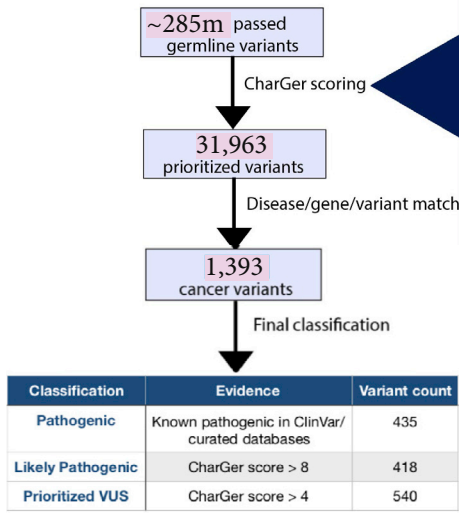 ~285m passed
germline variants
CharGer scoring
31,963
prioritized variants
Disease/gene/variant match
1,393
cancer variants
Final classification
Classification Evidence Variant count
Pathogenic Known pathogenic in ClinVar/ 435
curated databases
Likely Pathogenic CharGer score > 8 418
Prioritized VUS CharGer score > 4 540